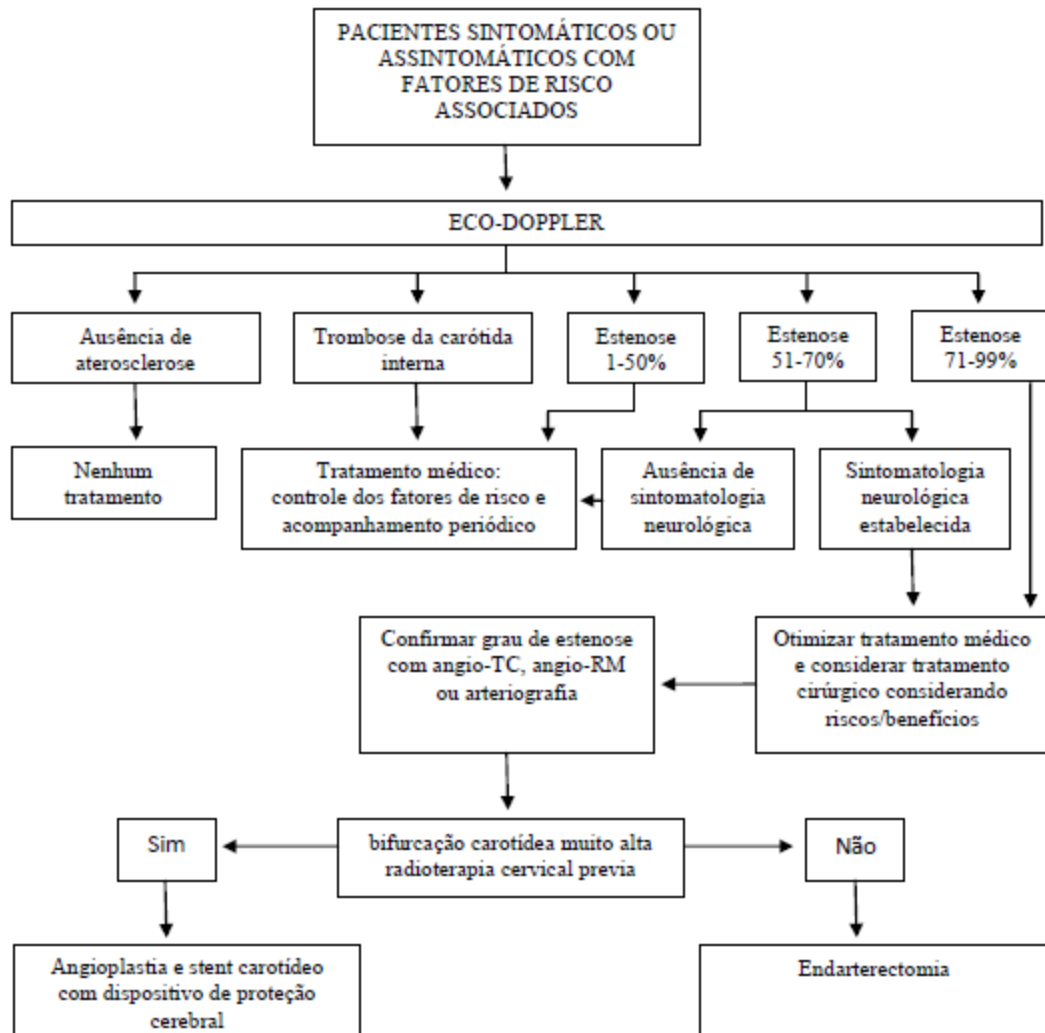 PACIENTES SINTOMÁTICOS OU
ASSINTOMÁTICOS COM
FATORES DE RISCO
ASSOCIADOS
ECO-DOPPLER
Ausência de
aterosclerose
Trombose da carótida
interna
Estenose
1-50%
Estenose
51-70%
Estenose
71-99%
Nenhum
tratamento
Tratamento médico:
controle dos fatores de risco e
acompanhamento periódico
Ausência de
sintomatologia
neurológica
Sintomatologia
neurológica
estabelecida
Confirmar grau de estenose
com angio-TC, angio-RM
ou arteriografia
Otimizar tratamento médico
e considerar tratamento
cirúrgico considerando
riscos/benefícios
Sim
bifurcação carotídea muito alta
radioterapia cervical previa
Não
Angioplastia e stent carotídeo
com dispositivo de proteção
cerebral
Endarterectomia